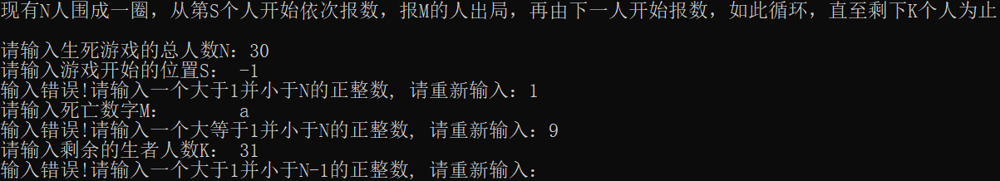 现有N人围成一圈，从第S个人开始依次报数，报M的人出局，再由下一人开始报数，如此循环，直至剩下K个人为止
请输入生死游戏的总人数N：30
请输入游戏开始的位置S： -1
输入错误!请输入一个大于1并小于N的正整数, 请重新输入：1
请输入死亡数字M：      a
输入错误!请输入一个大等于1并小于N的正整数, 请重新输入：9
请输入剩余的生者人数K： 31
输入错误!请输入一个大于1并小于N-1的正整数, 请重新输入：